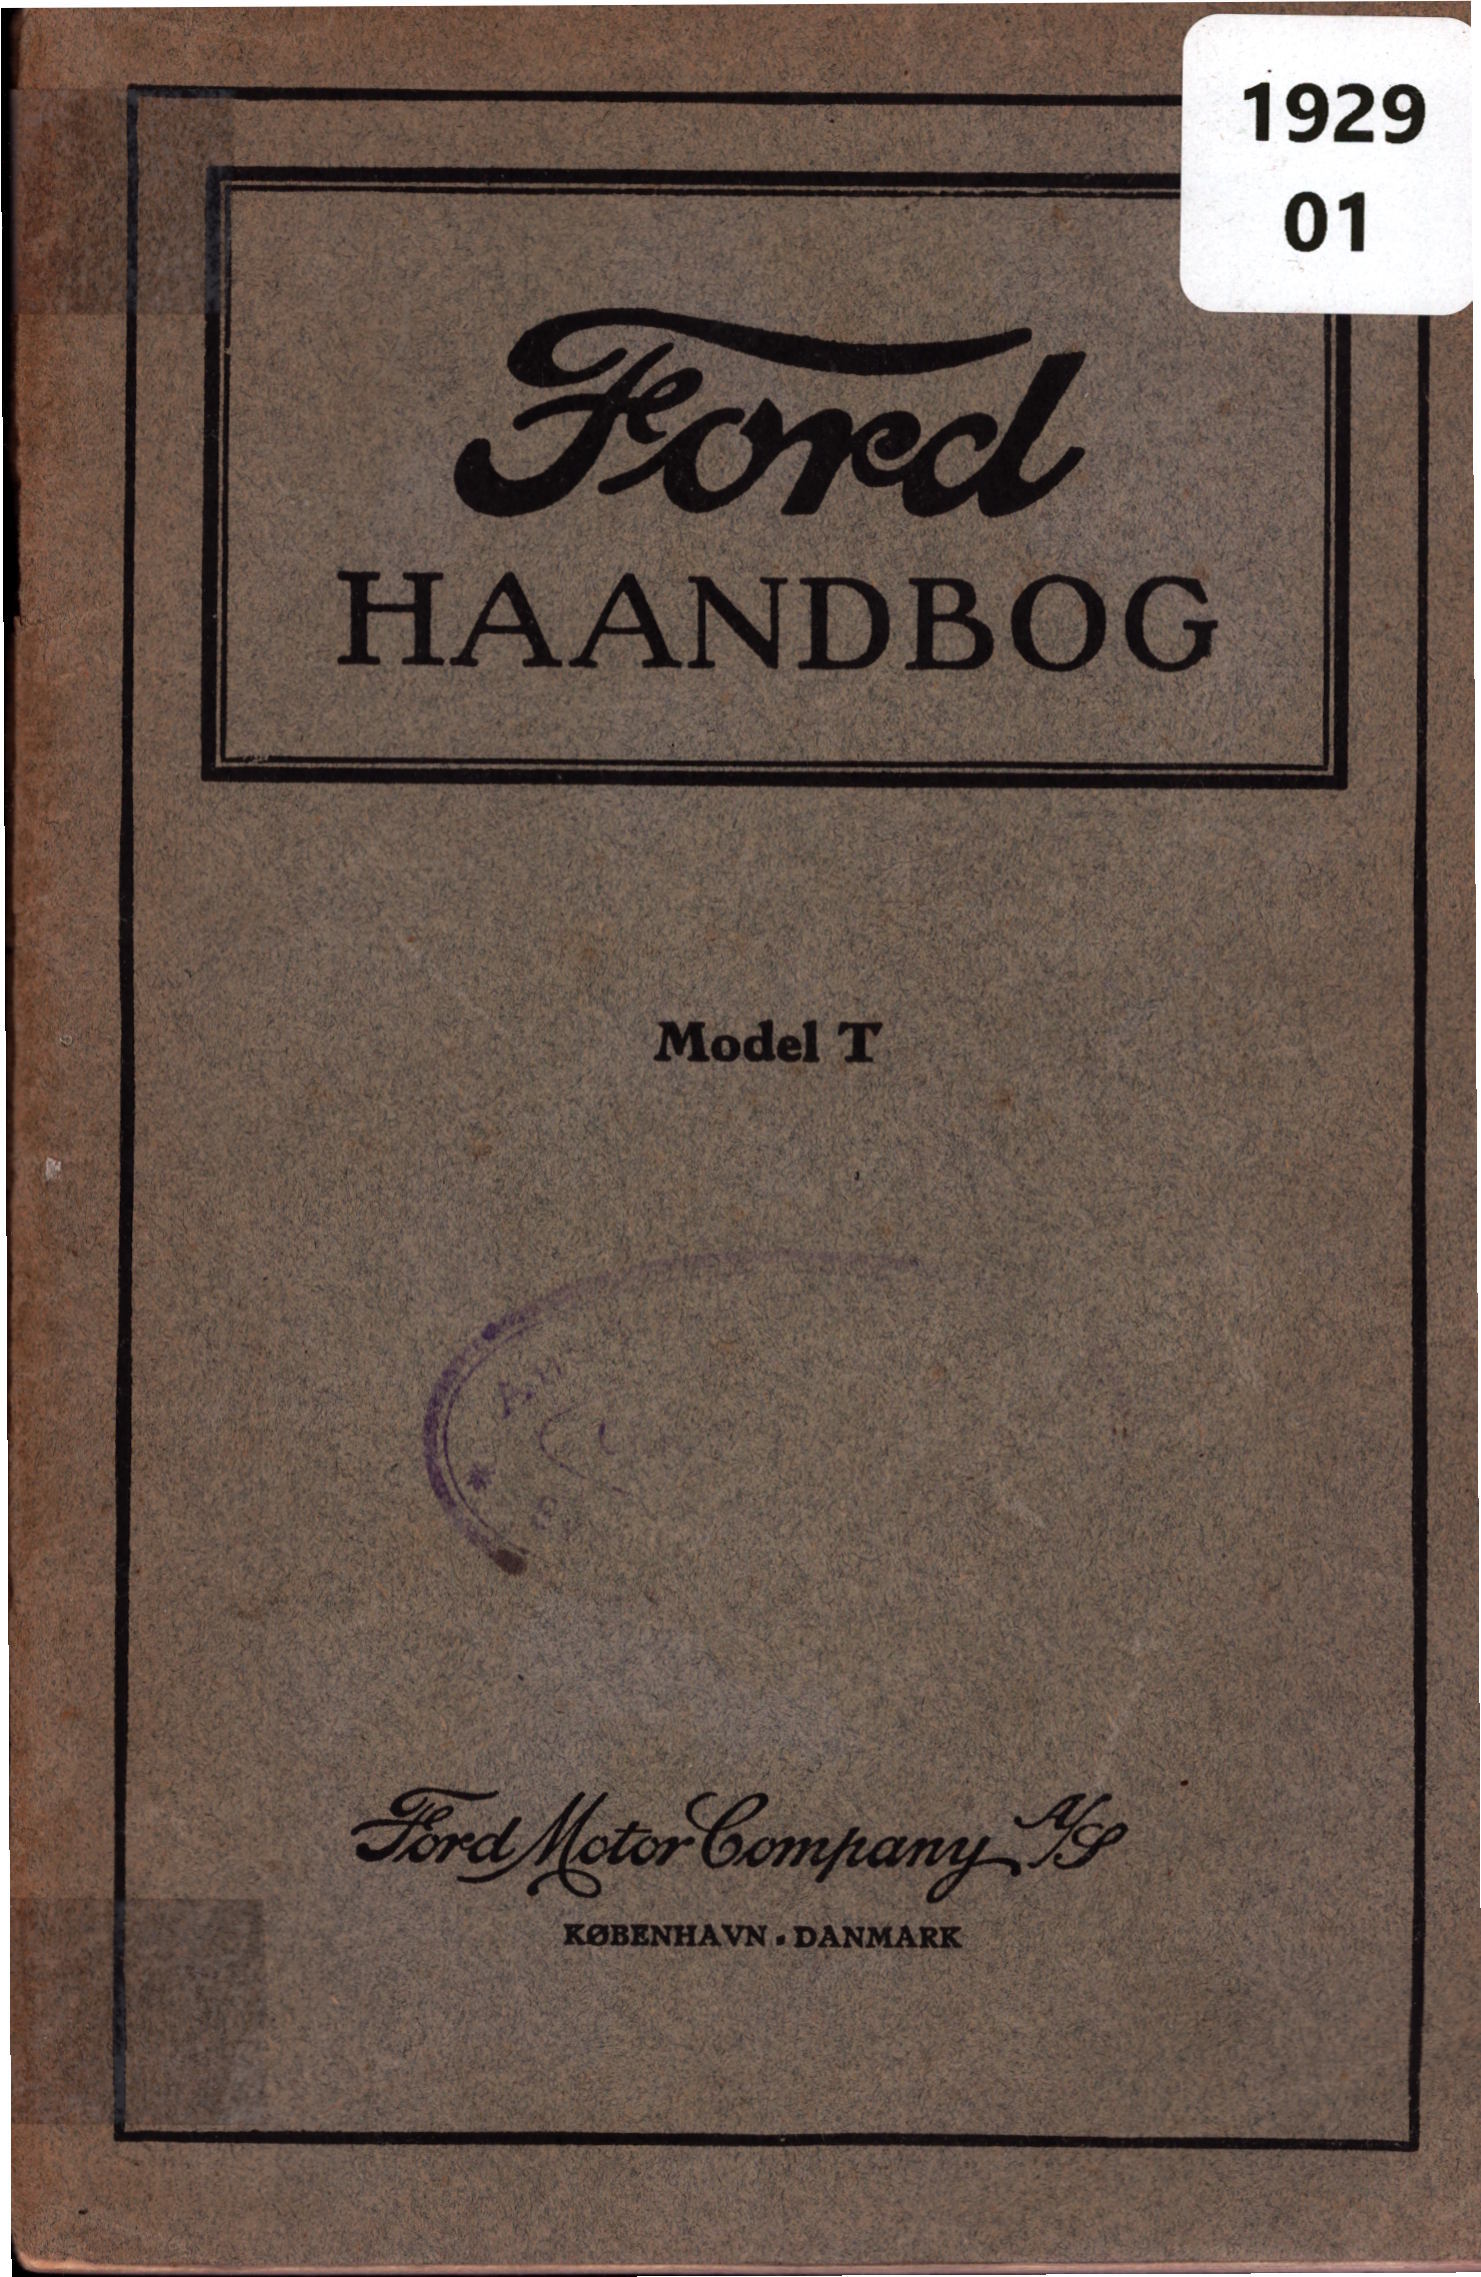 1929
01
Ford
HAANDBOG
Model T
Ford Motor Company A/S
KØBENHAVN · DANMARK